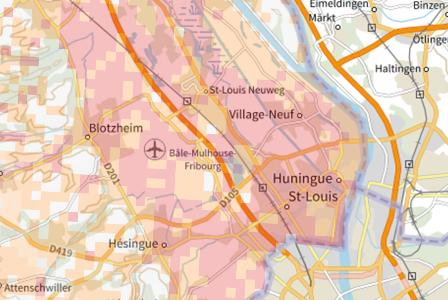 Eimeldingen
Märkt
Binzen
Ötlinge
Haltingen
St-Louis Neuweg
Village-Neuf
Blotzheim
Bâle-Mulhouse-
Fribourg
D201
D105
Huningue
St-Louis
Hésingue
D419
Attenschwiller